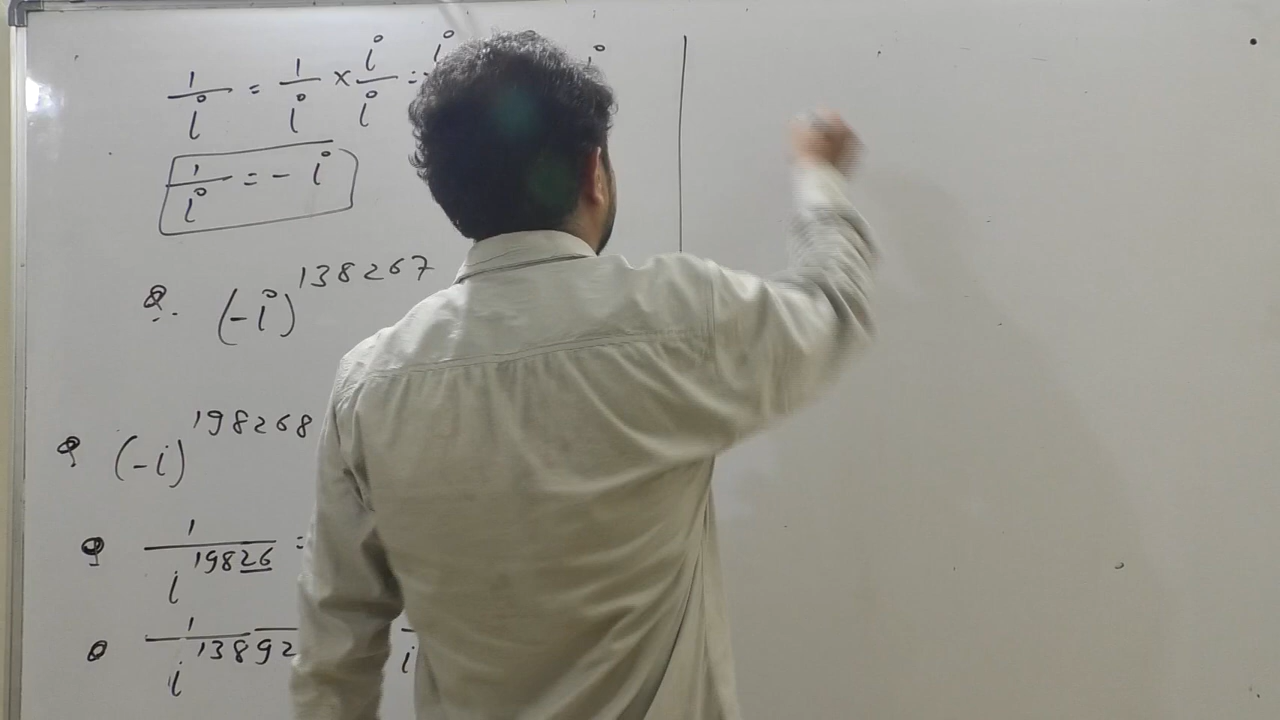 1/i = 1/i × i/i = i
1/i = - i
Q. (-i)^138267
Q (-i)^198268
Q 1/i^19826 =
Q 1/i^13892 i